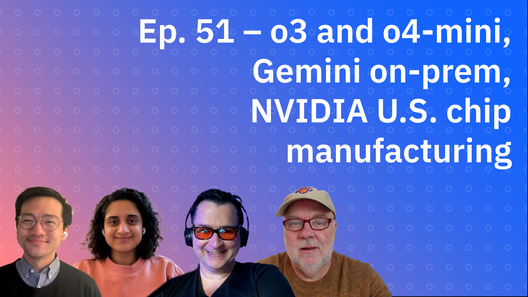 Ep. 51 – o3 and o4-mini,
Gemini on-prem,
NVIDIA U.S. chip
manufacturing